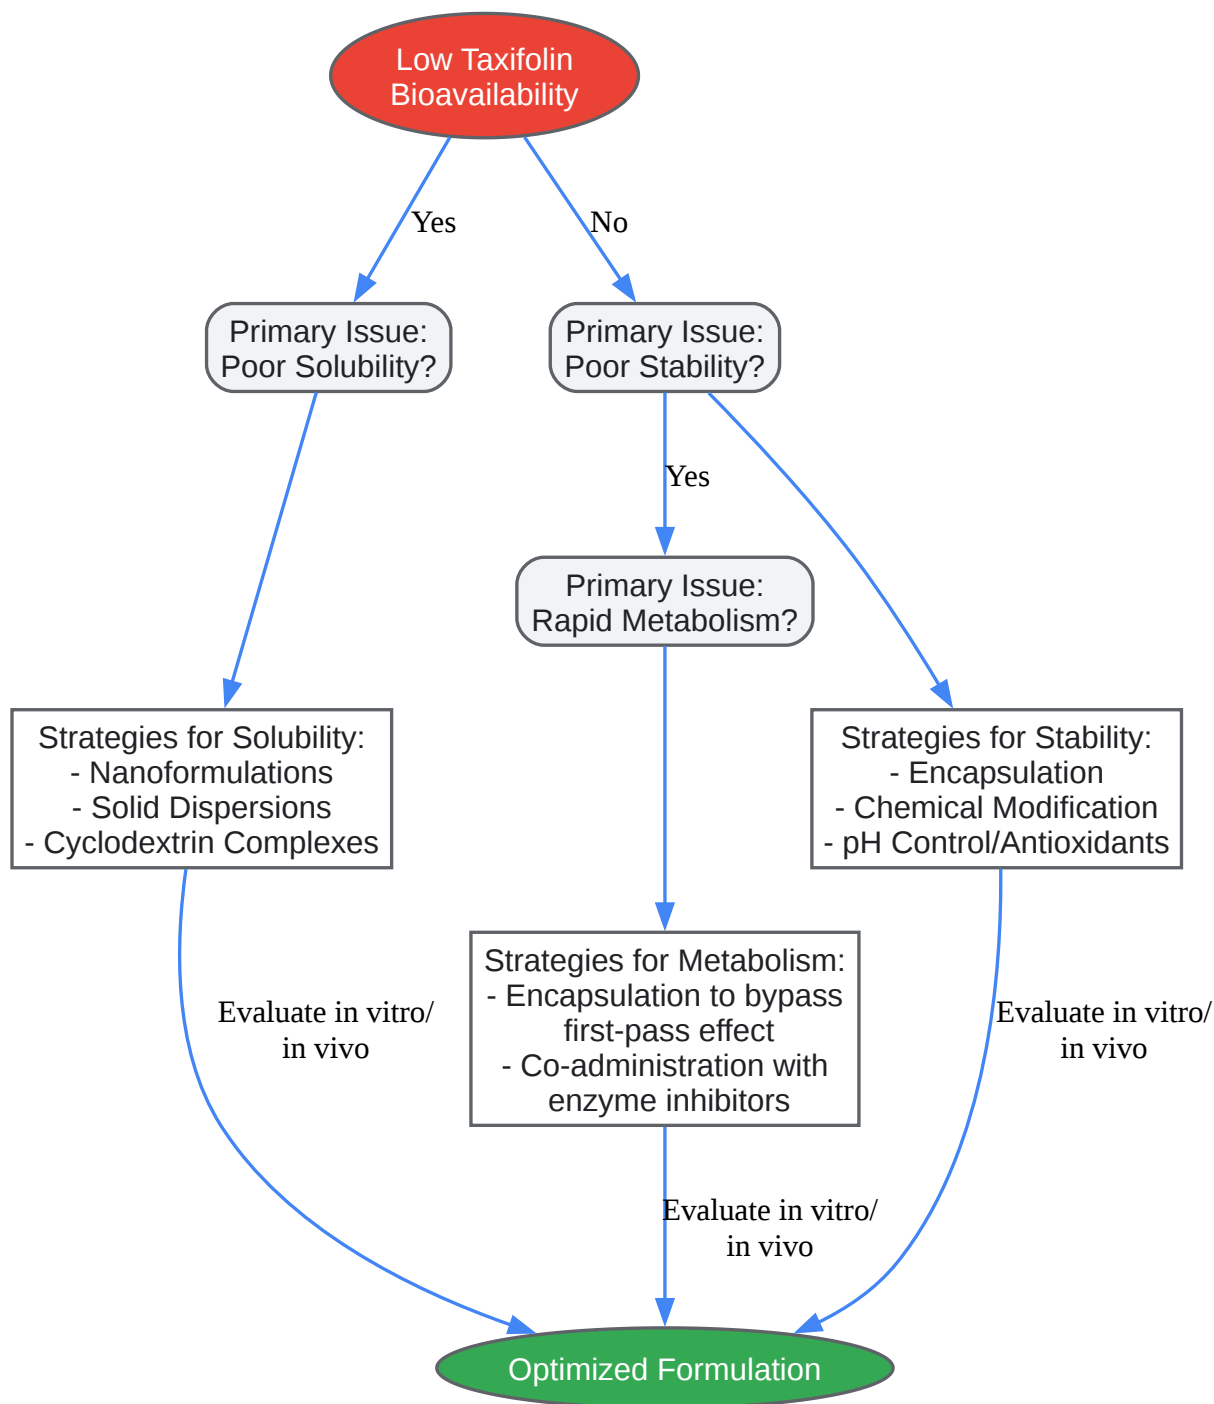 Low Taxifolin
Bioavailability
Yes
No
Primary Issue:
Poor Solubility?
Primary Issue:
Poor Stability?
Yes
Primary Issue:
Rapid Metabolism?
Strategies for Solubility:
- Nanoformulations
- Solid Dispersions
- Cyclodextrin Complexes
Strategies for Stability:
- Encapsulation
- Chemical Modification
- pH Control/Antioxidants
Strategies for Metabolism:
- Encapsulation to bypass
first-pass effect
- Co-administration with
enzyme inhibitors
Evaluate in vitro/
in vivo
Evaluate in vitro/
in vivo
Evaluate in vitro/
in vivo
Optimized Formulation